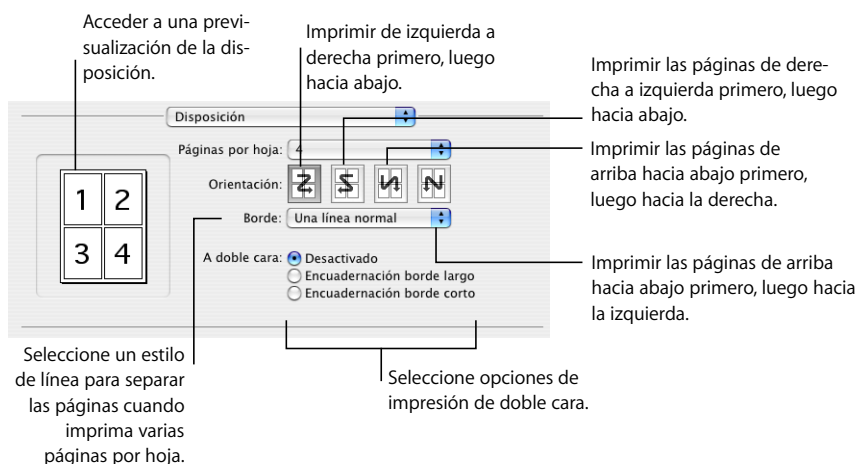 Acceder a una previ-
sualización de la dis-
posición.
Imprimir de izquierda a
derecha primero, luego
hacia abajo.
Imprimir las páginas de dere-
cha a izquierda primero, luego
hacia abajo.
Imprimir las páginas de
arriba hacia abajo primero,
luego hacia la derecha.
Imprimir las páginas de arriba
hacia abajo primero, luego hacia
la izquierda.
Disposición
Páginas por hoja: 4
Orientación:
Borde: Una línea normal
A doble cara: Desactivado
Encuadernación borde largo
Encuadernación borde corto
1 2
3 4
Seleccione un estilo
de línea para separar
las páginas cuando
imprima varias
páginas por hoja.
Seleccione opciones de
impresión de doble cara.